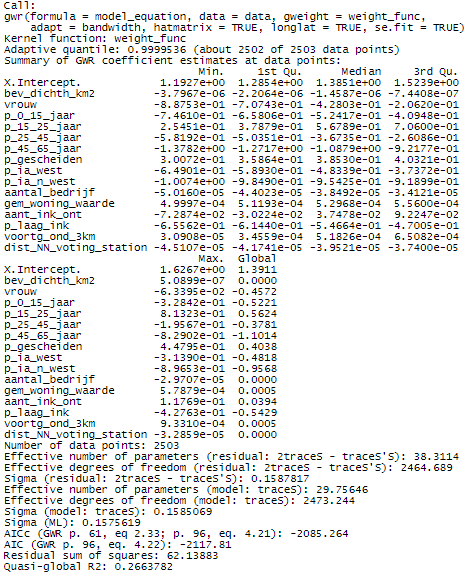 Call:
gwr(formula = model_equation, data = data, gweight = weight_func,
    adapt = bandwidth, hatmatrix = TRUE, longlat = TRUE, se.fit = TRUE)
Kernel function: weight_func
Adaptive quantile: 0.9999536 (about 2502 of 2503 data points)
Summary of GWR coefficient estimates at data points:
                             Min.     1st Qu.      Median     3rd Qu.
X.Intercept.           1.1927e+00  1.2854e+00  1.3851e+00  1.5239e+00
bev_dichth_km2        -3.7967e-06 -2.2064e-06 -1.4587e-06 -7.4408e-07
vrouw                 -8.8753e-01 -7.0743e-01 -4.2803e-01 -2.0620e-01
p_0_15_jaar           -7.4610e-01 -6.5806e-01 -5.2417e-01 -4.0948e-01
p_15_25_jaar           2.5451e-01  3.7879e-01  5.6789e-01  7.0600e-01
p_25_45_jaar          -5.8192e-01 -5.0351e-01 -3.6735e-01 -2.6086e-01
p_45_65_jaar          -1.3782e+00 -1.2717e+00 -1.0879e+00 -9.2177e-01
p_gescheiden           3.0072e-01  3.5864e-01  3.8530e-01  4.0321e-01
p_ia_west             -6.4901e-01 -5.8930e-01 -4.8339e-01 -3.7372e-01
p_ia_n_west           -1.0074e+00 -9.8490e-01 -9.5425e-01 -9.1899e-01
aantal_bedrijf        -5.0160e-05 -4.4023e-05 -3.8492e-05 -3.4121e-05
gem_woning_waarde      4.9997e-04  5.1193e-04  5.2968e-04  5.5600e-04
aant_ink_ont          -7.2874e-02 -3.0222e-02  3.7478e-02  9.2247e-02
p_laag_ink            -6.5562e-01 -6.1440e-01 -5.4664e-01 -4.7005e-01
voortg_ond_3km         3.0908e-05  3.4559e-04  5.1826e-04  6.5082e-04
dist_NN_voting_station -4.5107e-05 -4.1741e-05 -3.9521e-05 -3.7400e-05
                             Max.  Global
X.Intercept.           1.6267e+00  1.3911
bev_dichth_km2         5.0899e-07  0.0000
vrouw                 -6.3395e-02 -0.4572
p_0_15_jaar           -3.2842e-01 -0.5221
p_15_25_jaar           8.1323e-01  0.5624
p_25_45_jaar          -1.9567e-01 -0.3781
p_45_65_jaar          -8.2902e-01 -1.1014
p_gescheiden           4.4795e-01  0.4038
p_ia_west             -3.1390e-01 -0.4818
p_ia_n_west           -8.9653e-01 -0.9568
aantal_bedrijf        -2.9707e-05  0.0000
gem_woning_waarde      5.7879e-04  0.0005
aant_ink_ont           1.1769e-01  0.0394
p_laag_ink            -4.2763e-01 -0.5429
voortg_ond_3km         9.3310e-04  0.0005
dist_NN_voting_station -3.2859e-05  0.0000
Number of data points: 2503
Effective number of parameters (residual: 2traceS - traceS'S): 38.3114
Effective degrees of freedom (residual: 2traceS - traceS'S): 2464.689
Sigma (residual: 2traceS - traceS'S): 0.1587817
Effective number of parameters (model: traceS): 29.75646
Effective degrees of freedom (model: traceS): 2473.244
Sigma (model: traceS): 0.1585069
Sigma (ML): 0.1575619
AICc (GWR p. 61, eq 2.33; p. 96, eq. 4.21): -2085.264
AIC (GWR p. 96, eq. 4.22): -2117.81
Residual sum of squares: 62.13883
Quasi-global R2: 0.2663782